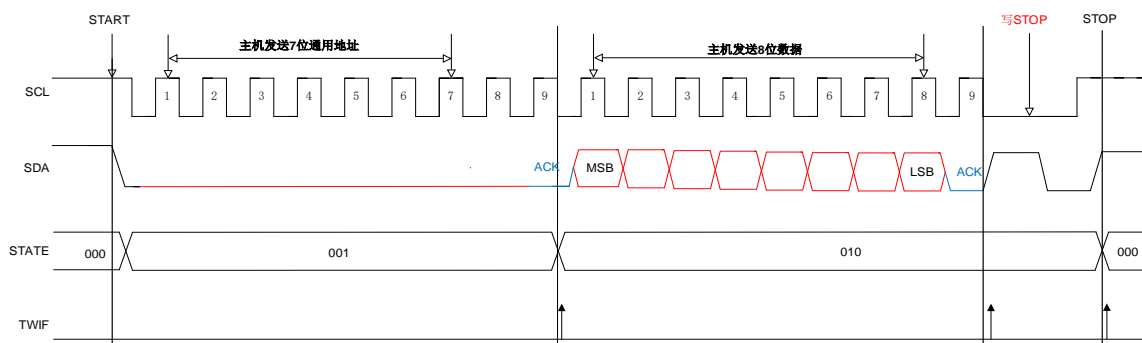 START
写STOP
STOP
主机发送7位通用地址
主机发送8位数据
SCL
1 2 3 4 5 6 7 8 9 1 2 3 4 5 6 7 8 9
SDA
ACK MSB LSB ACK
STATE
000 001 010 000
TWIF